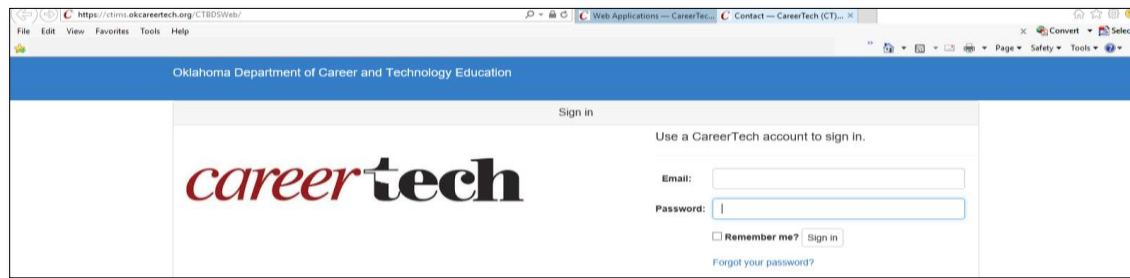 https://ctims.okcareertech.org/CTBDSWeb/
Web Applications — CareerTec...
Contact — CareerTech (CT)...
File Edit View Favorites Tools Help
Convert
Selec
Page Safety Tools
Oklahoma Department of Career and Technology Education
Sign in
careertech
Use a CareerTech account to sign in.
Email:
Password:
Remember me? Sign in
Forgot your password?